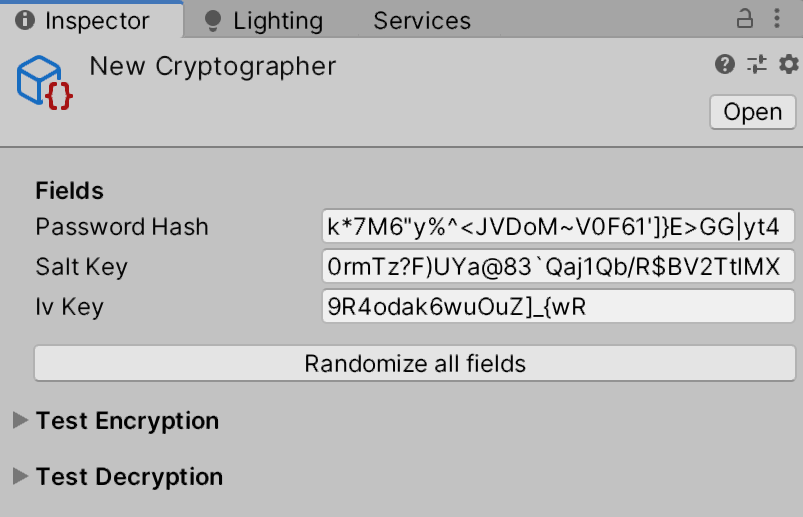 Inspector Lighting Services
New Cryptographer
Open
Fields
Password Hash k*7M6"y%^<JVDoM~V0F61']}E>GG|yt4
Salt Key 0rmTz?F)UYa@83`Qaj1Qb/R$BV2TtIMX
Iv Key 9R4odak6wuOuZ]_{wR
Randomize all fields
Test Encryption
Test Decryption